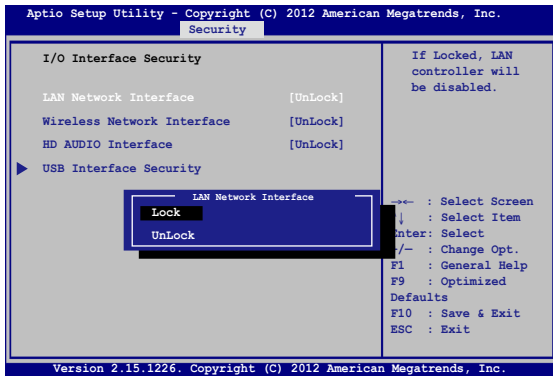 Aptio Setup Utility - Copyright (C) 2012 American Megatrends, Inc.
Security
I/O Interface Security
LAN Network Interface [UnLock]
Wireless Network Interface [UnLock]
HD AUDIO Interface [UnLock]
USB Interface Security
LAN Network Interface
Lock
UnLock
If Locked, LAN
controller will
be disabled.
→← : Select Screen
↓ : Select Item
Enter: Select
/— : Change Opt.
F1 : General Help
F9 : Optimized
Defaults
F10 : Save & Exit
ESC : Exit
Version 2.15.1226. Copyright (C) 2012 American Megatrends, Inc.